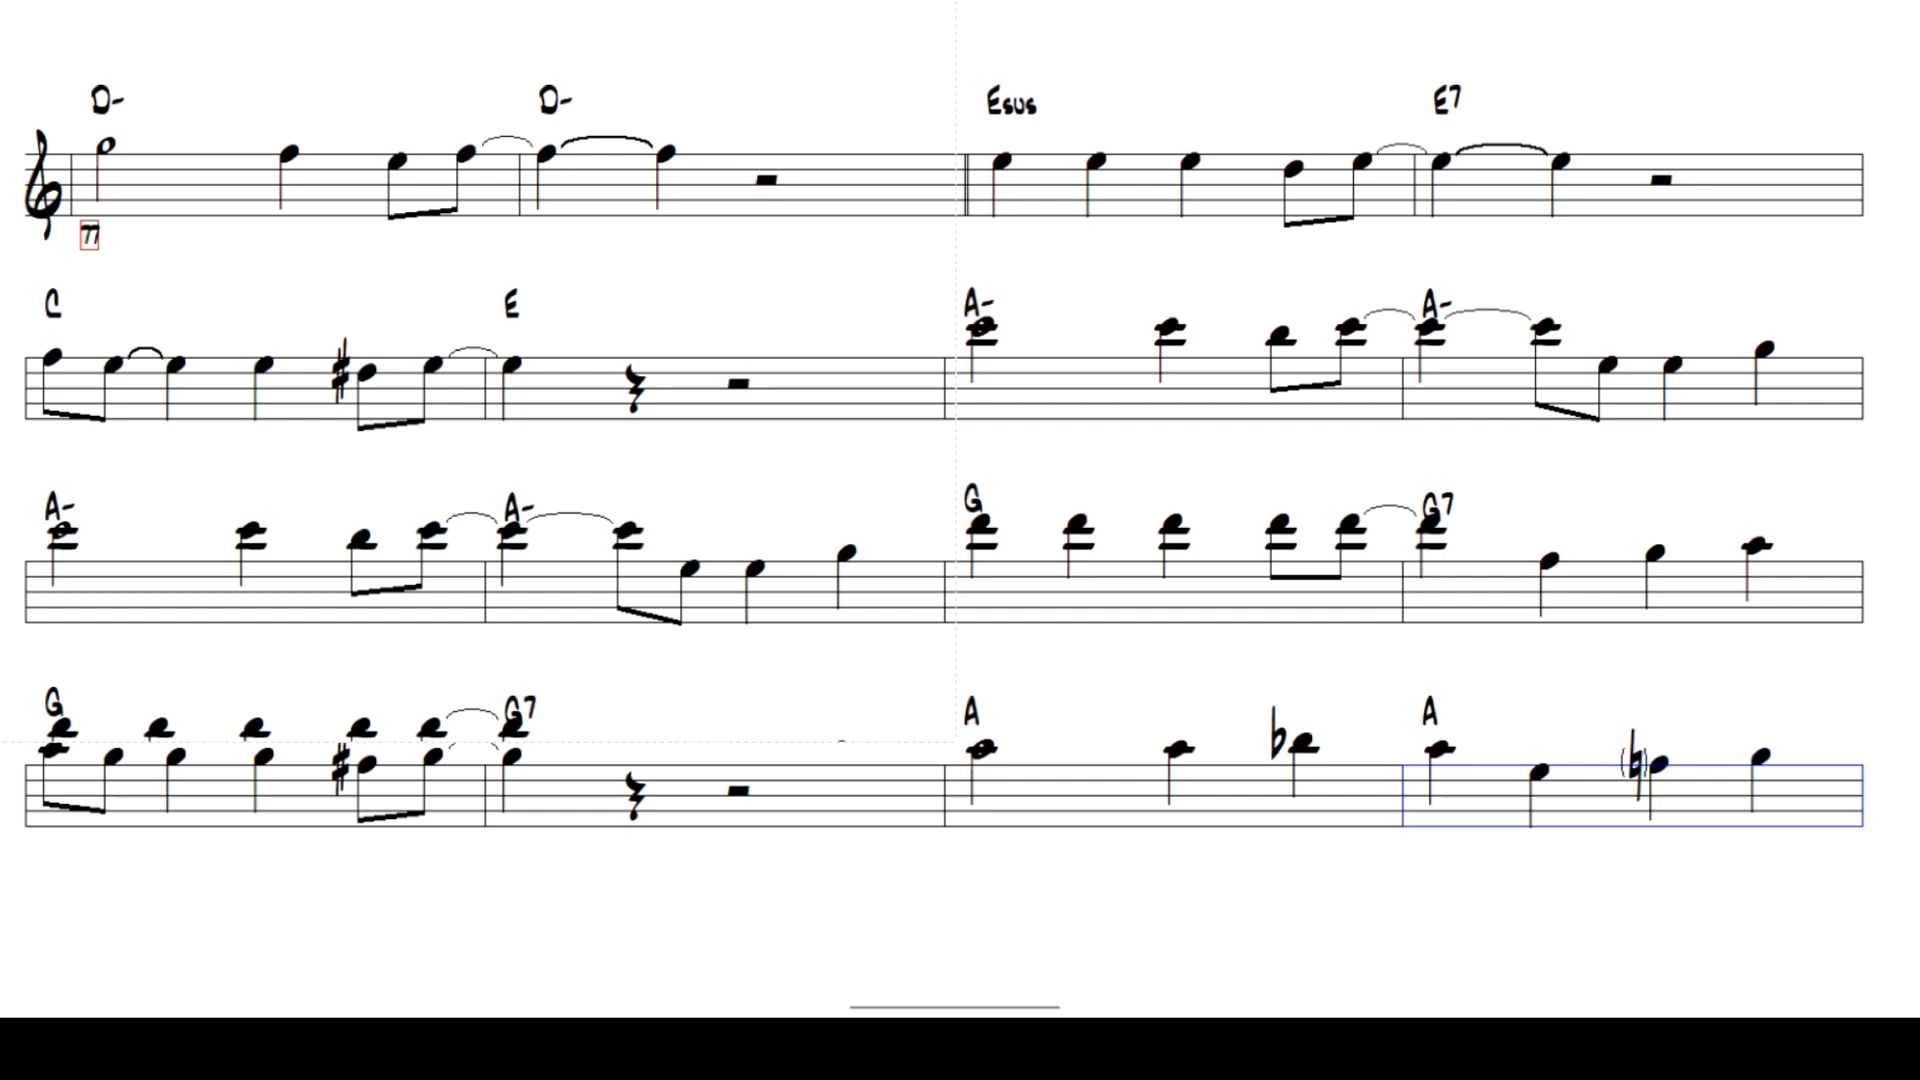 D- D- Esus E7
77
C E A- A-
A- A- G G7
G G7 A A